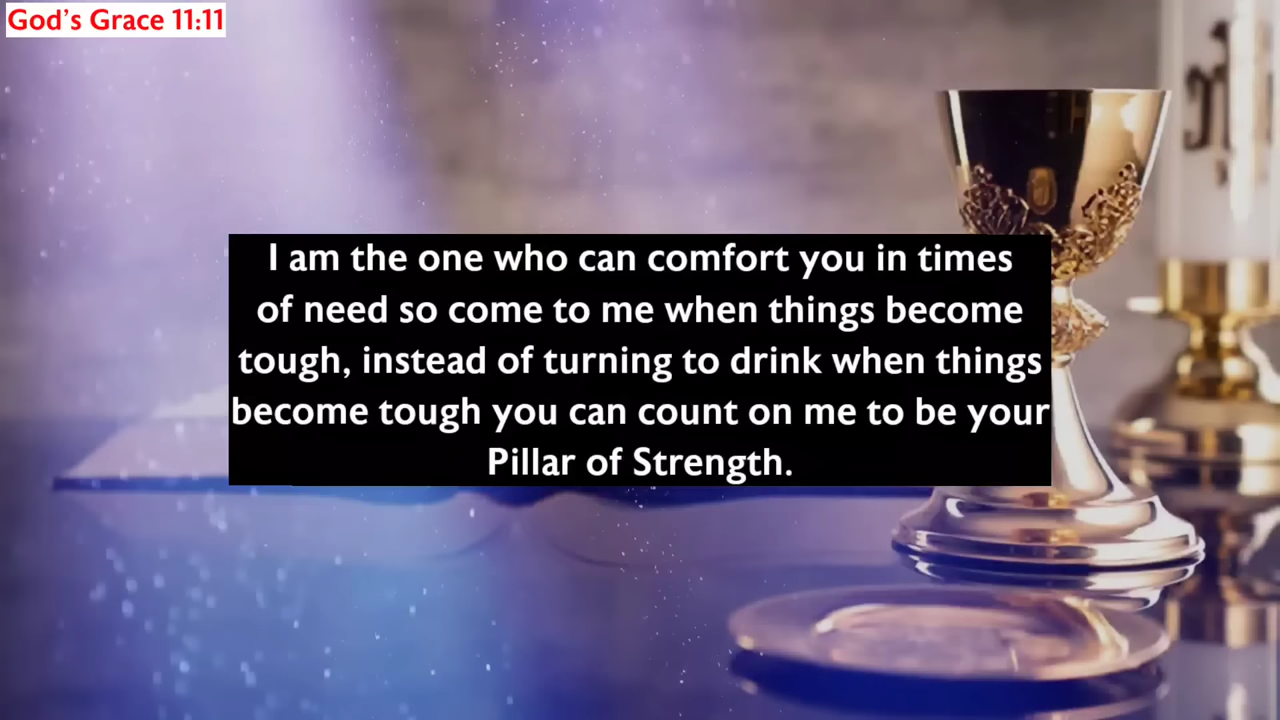 God's Grace 11:11
I am the one who can comfort you in times
of need so come to me when things become
tough, instead of turning to drink when things
become tough you can count on me to be your
Pillar of Strength.